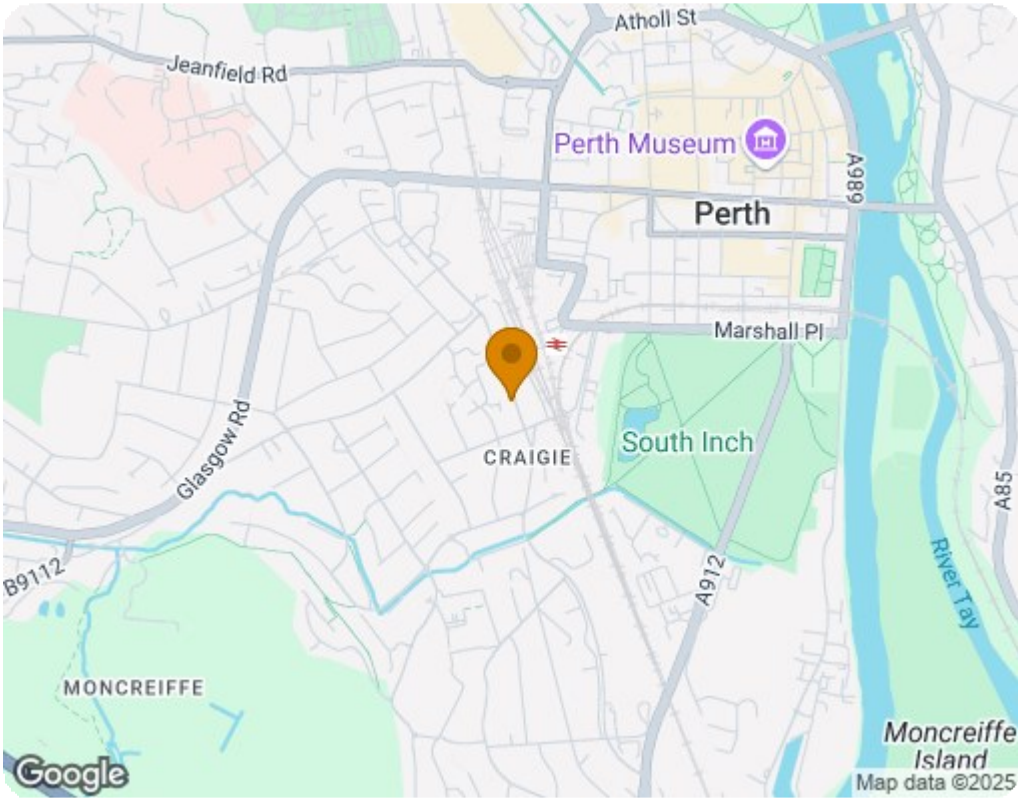 Atholl St
Jeanfield Rd
Perth Museum
A989
Perth
Marshall Pl
Glasgow Rd
South Inch
CRAIGIE
A85
B9112
A912
River Tay
MONCREIFFE
Moncreiffe
Island
Google
Map data ©2025